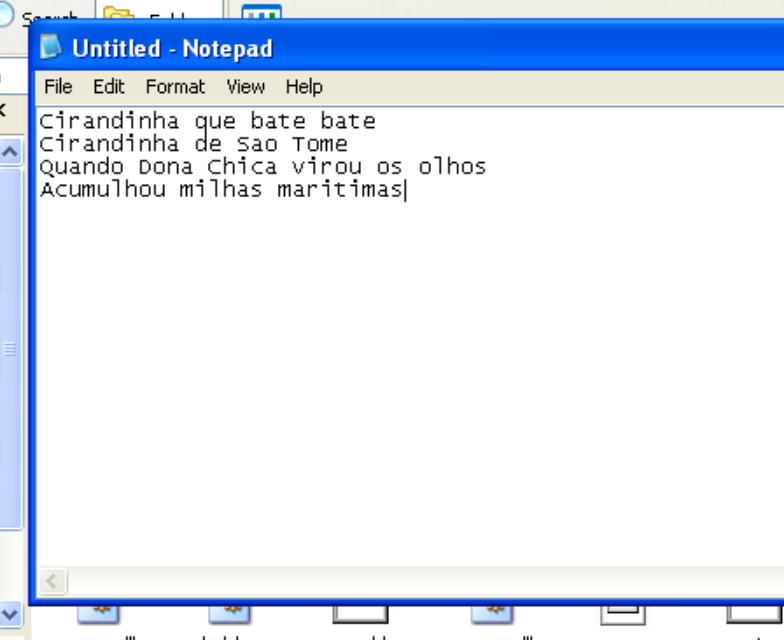 Search
Untitled - Notepad
File Edit Format View Help
Cirandinha que bate bate
Cirandinha de Sao Tome
Quando Dona Chica virou os olhos
Acumulhou milhas maritimas